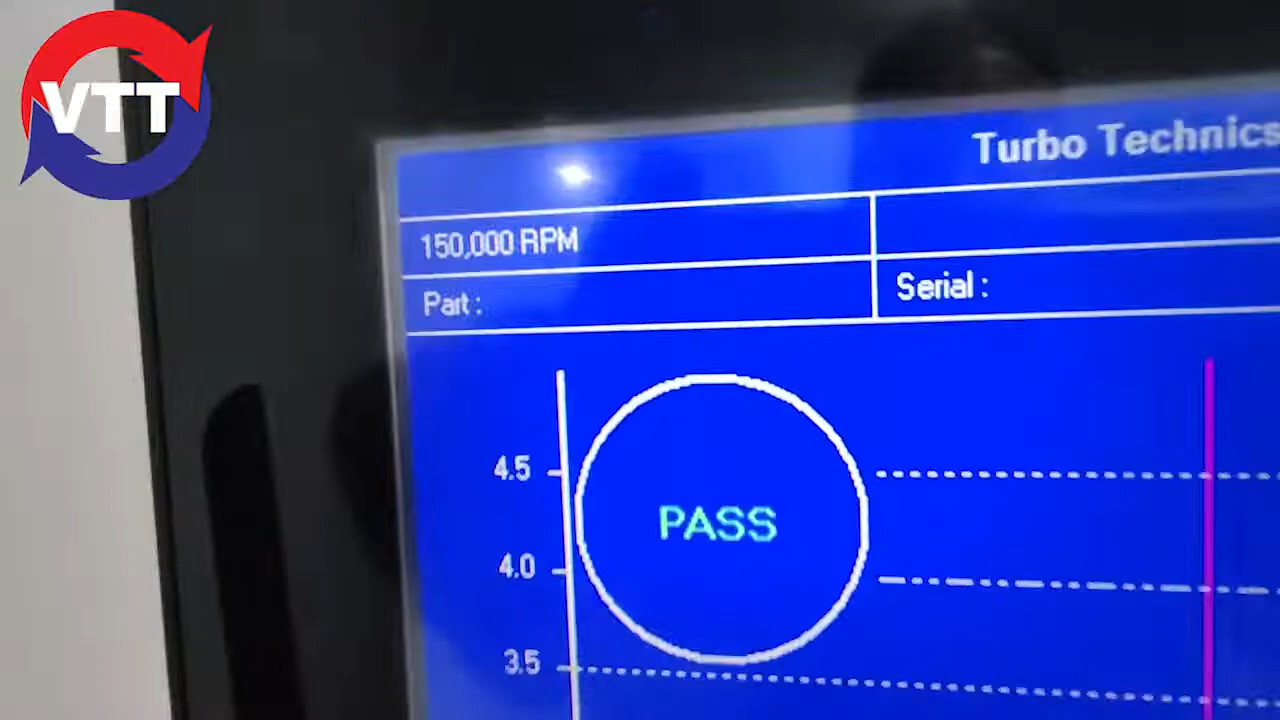 VTT
Turbo Technics
150,000 RPM
Part :
Serial :
4.5
PASS
4.0
3.5